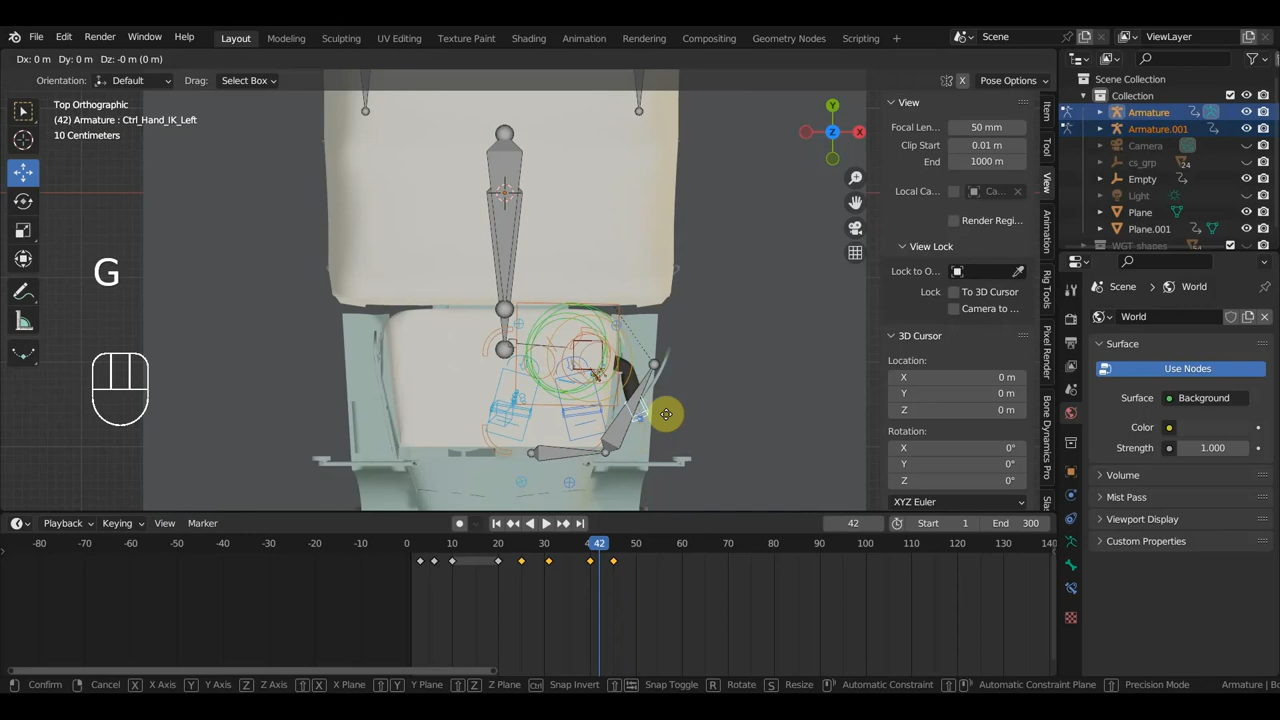 File Edit Render Window Help Layout Modeling Sculpting UV Editing Texture Paint Shading Animation Rendering Compositing Geometry Nodes Scripting + Scene ViewLayer
Dx: 0 m Dy: 0 m Dz: -0 m (0 m)
Orientation: Default Drag: Select Box X Pose Options
Top Orthographic
(42) Armature : Ctrl_Hand_IK_Left
10 Centimeters
G
Y
Z
X
View
Focal Len... 50 mm
Clip Start 0.01 m
End 1000 m
Local Ca... Ca...
Render Regi...
View Lock
Lock to O...
Lock To 3D Cursor
Camera to ...
3D Cursor
Location:
X 0 m
Y 0 m
Z 0 m
Rotation:
X 0°
Y 0°
Z 0°
XYZ Euler
Item
Tool
View
Animation
Rig Tools
Pixel Render
Bone Dynamics Pro
Scene Collection
Collection
Armature
Armature.001
Camera
cs_grp 24
Empty
Light
Plane
Plane.001
WGT_shapes
Scene World
World
Surface
Use Nodes
Surface Background
Color
Strength 1.000
Volume
Mist Pass
Viewport Display
Custom Properties
Playback Keying View Marker 42 Start 1 End 300
-80 -70 -60 -50 -40 -30 -20 -10 0 10 20 30 42 50 60 70 80 90 100 110 120 130 140
Confirm Cancel X X Axis Y Y Axis Z Z Axis X X Plane Y Y Plane Z Z Plane Ctrl Snap Invert Snap Toggle R Rotate S Resize Automatic Constraint Automatic Constraint Plane Precision Mode Armature | Bo